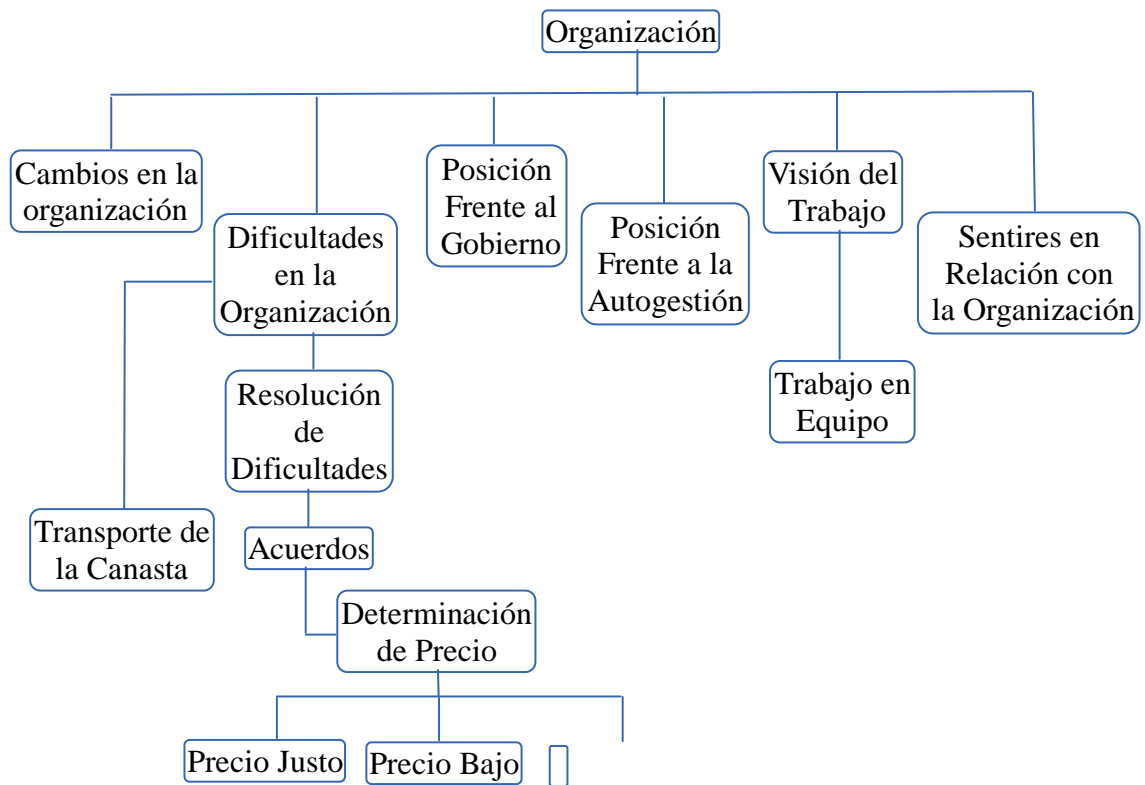 Organización
Cambios en la
organización
Dificultades
en la
Organización
Posición
Frente al
Gobierno
Posición
Frente a la
Autogestión
Visión del
Trabajo
Sentires en
Relación con
la Organización
Resolución
de
Dificultades
Trabajo en
Equipo
Transporte de
la Canasta
Acuerdos
Determinación
de Precio
Precio Justo
Precio Bajo